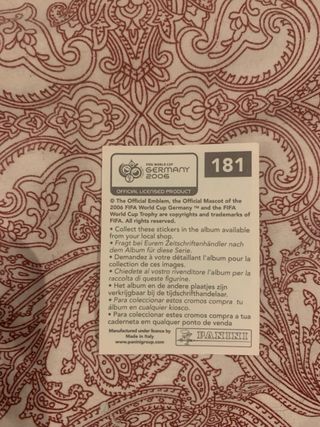 FIFA WORLD CUP
GERMANY
2006
181
OFFICIAL LICENSED PRODUCT
© The Official Emblem, the Official Mascot of the
2006 FIFA World Cup Germany ™ and the FIFA
World Cup Trophy are copyrights and trademarks of
FIFA. All rights reserved.
• Collect these stickers in the album available
from your local shop.
• Fragt bei Eurem Zeitschriftenhändler nach
dem Album für diese Serie.
• Demandez à votre détaillant l'album pour la
collection de ces images.
• Chiedete al vostro rivenditore l'album per la
raccolta di queste figurine.
• Het album en de andere plaatjes zijn
verkrijgbaar bij de tijdschrifthandelaar.
• Para coleccionar estos cromos compra tu
álbum en cualquier kiosco.
• Para coleccionar estes cromos compra a tua
caderneta em qualquer ponto de venda
Manufactured under licence by
Made in Italy
www.paninigroup.com
PANINI